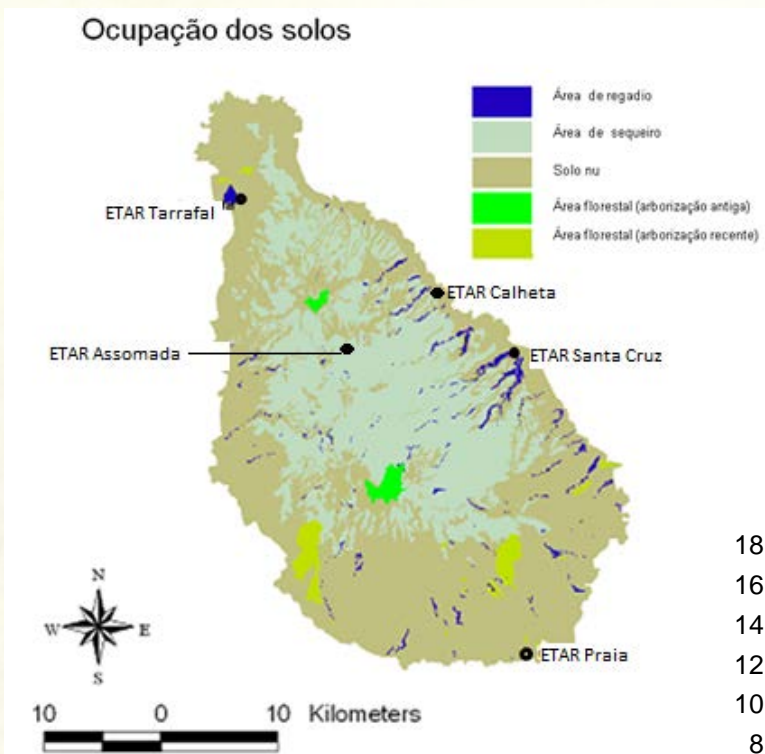 Ocupação dos solos
Área de regadio
Área de sequeiro
Solo nu
Área florestal (arborização antiga)
Área florestal (arborização recente)
ETAR Tarrafal
ETAR Calheta
ETAR Assomada
ETAR Santa Cruz
ETAR Praia
N
W E
S
10 0 10 Kilometers
18
16
14
12
10
8